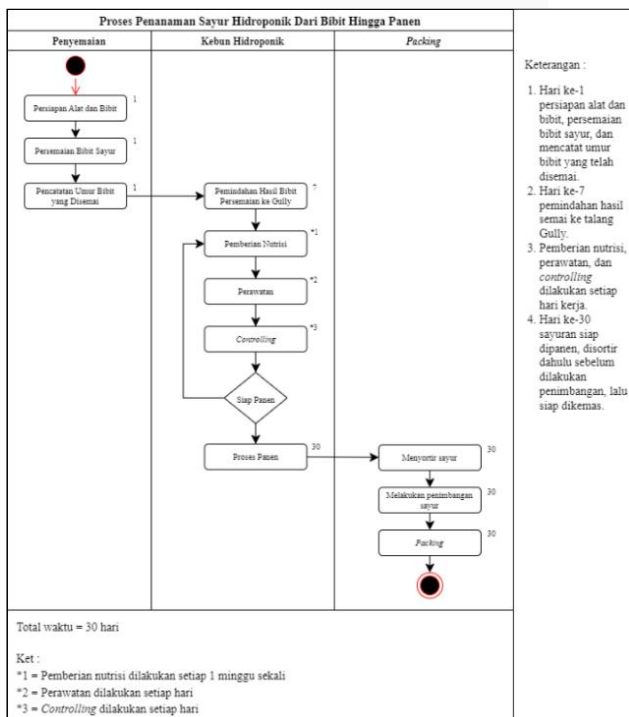 Proses Penanaman Sayur Hidroponik Dari Bibit Hingga Panen
Penyemaian
Kebun Hidroponik
Packing
Persiapan Alat dan Bibit
1
Persemaian Bibit Sayur
1
Pencatatan Umur Bibit
yang Disemai
1
Pemindahan Hasil Bibit
Persemaian ke Gully
7
Pemberian Nutrisi
*1
Perawatan
*2
Controlling
*3
Siap Panen
Proses Panen
30
Menyortir sayur
30
Melakukan penimbangan
sayur
30
Packing
30
Total waktu = 30 hari
Ket :
*1 = Pemberian nutrisi dilakukan setiap 1 minggu sekali
*2 = Perawatan dilakukan setiap hari
*3 = Controlling dilakukan setiap hari
Keterangan :
1. Hari ke-1
persiapan alat dan
bibit, persemaian
bibit sayur, dan
mencatat umur
bibit yang telah
disemai.
2. Hari ke-7
pemindahan hasil
semai ke talang
Gully.
3. Pemberian nutrisi,
perawatan, dan
controlling
dilakukan setiap
hari kerja.
4. Hari ke-30
sayuran siap
dipanen, disortir
dahulu sebelum
dilakukan
penimbangan, lalu
siap dikemas.